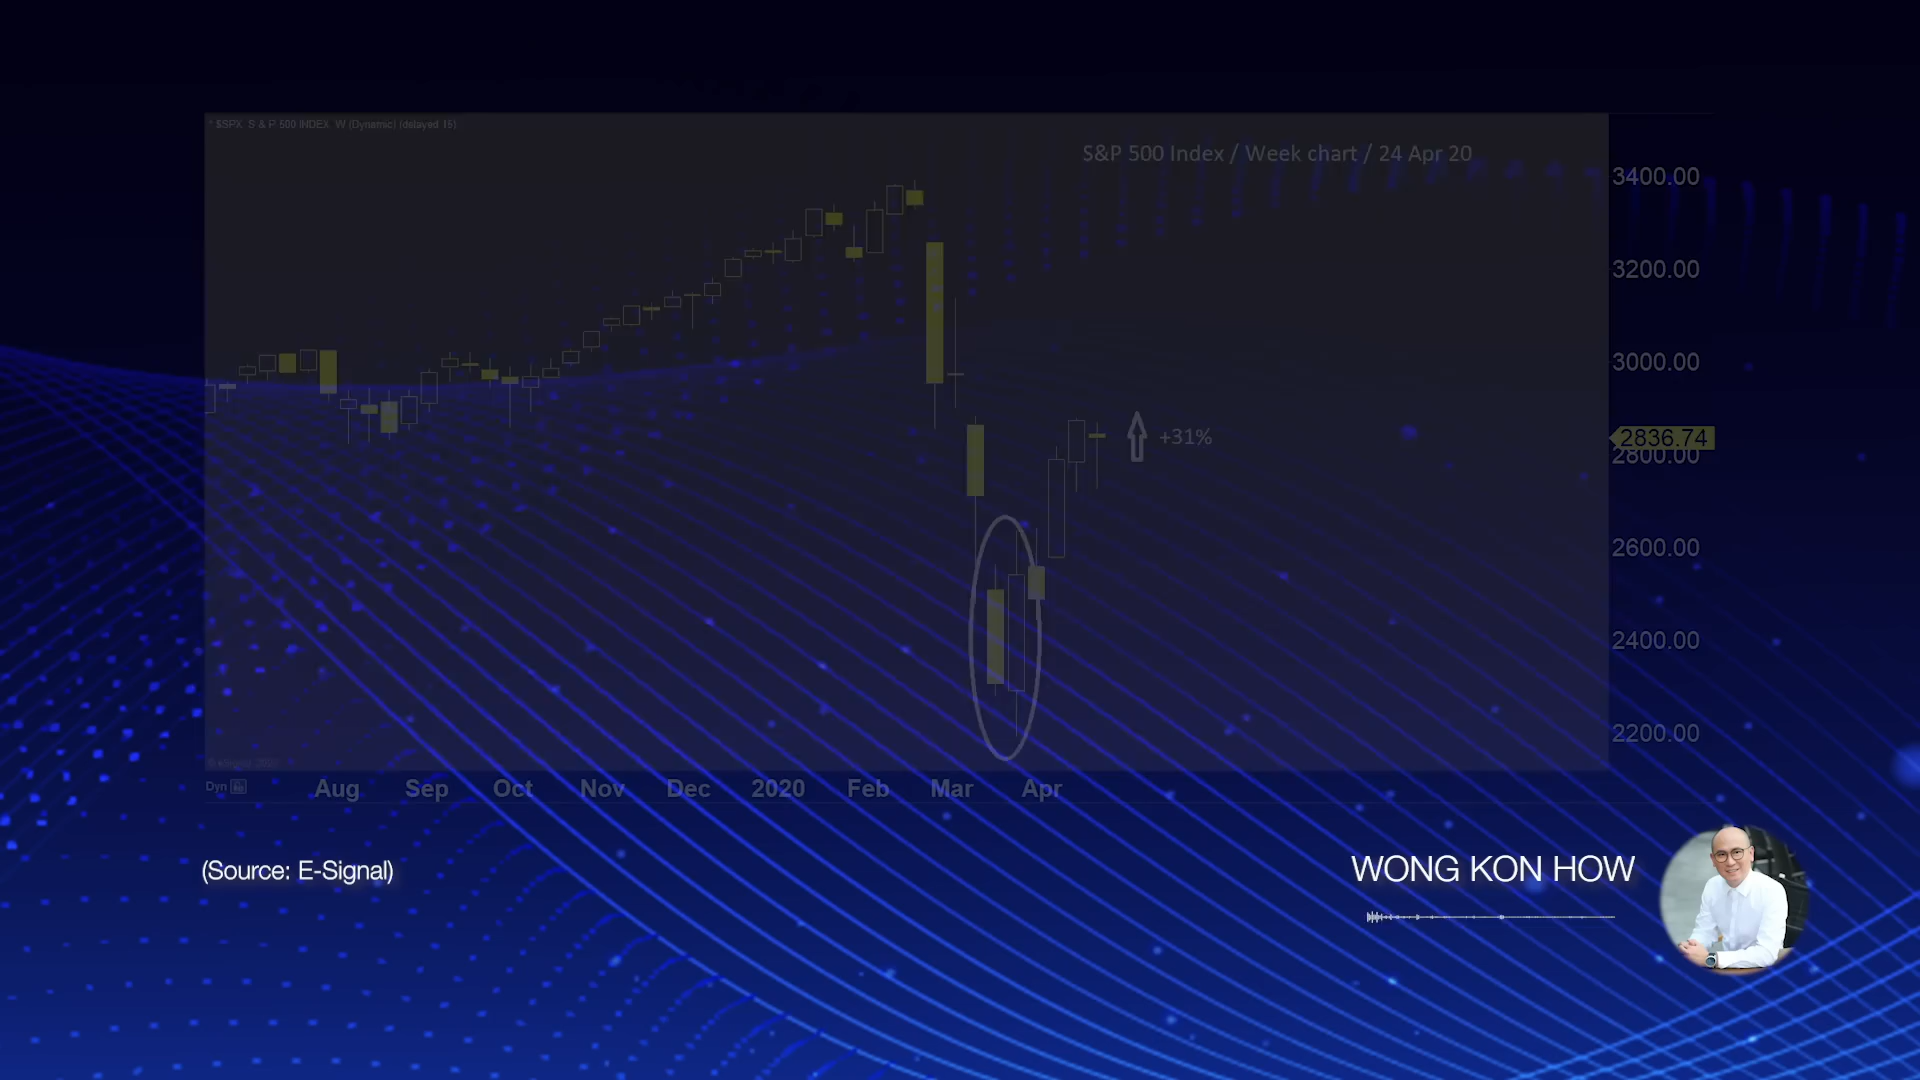 * $SPX S & P 500 INDEX W (Dynamic) (delayed 15)
S&P 500 Index / Week chart / 24 Apr 20
3400.00
3200.00
3000.00
+31%
2836.74
2800.00
2600.00
2400.00
2200.00
Dyn
Aug Sep Oct Nov Dec 2020 Feb Mar Apr
(Source: E-Signal)
WONG KON HOW